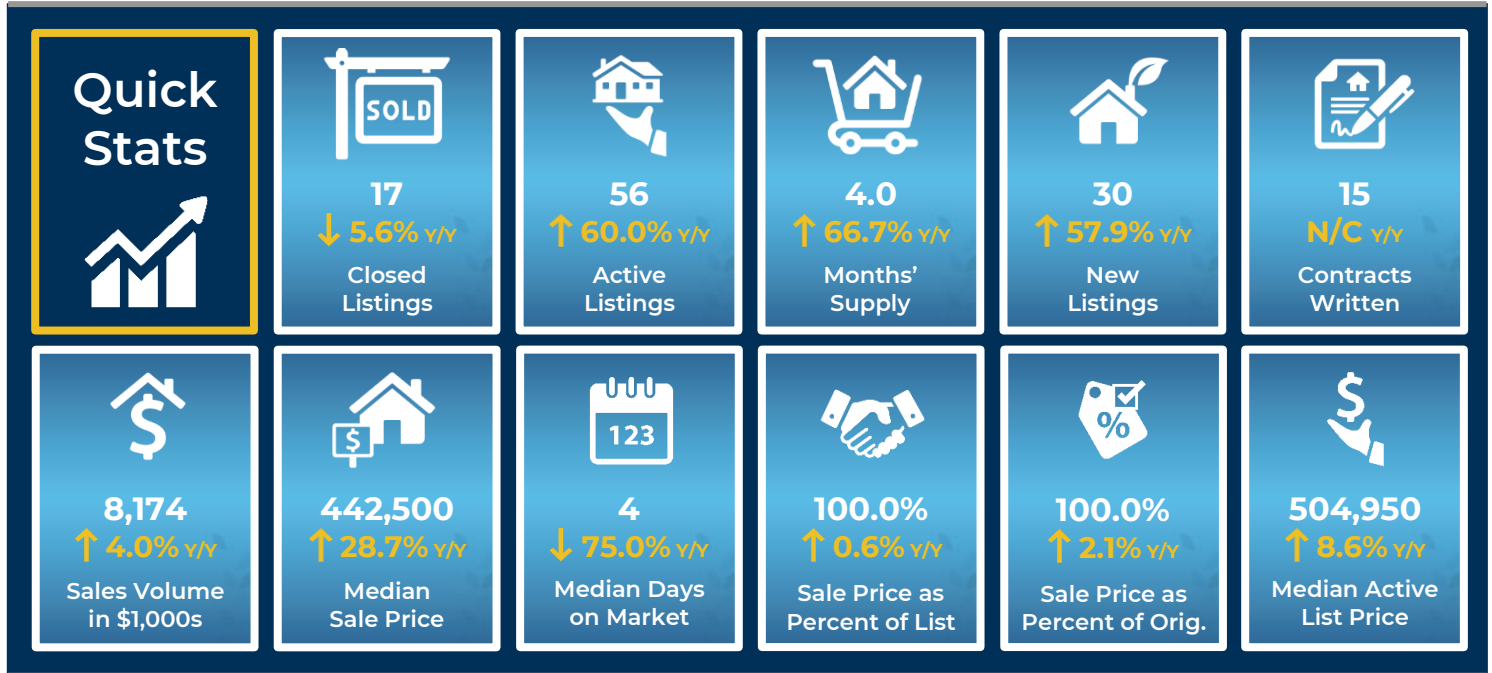 Quick
Stats
SOLD
17
↓ 5.6% Y/Y
Closed
Listings
56
↑ 60.0% Y/Y
Active
Listings
4.0
↑ 66.7% Y/Y
Months’
Supply
30
↑ 57.9% Y/Y
New
Listings
15
N/C Y/Y
Contracts
Written
$
8,174
↑ 4.0% Y/Y
Sales Volume
in $1,000s
$
442,500
↑ 28.7% Y/Y
Median
Sale Price
123
4
↓ 75.0% Y/Y
Median Days
on Market
100.0%
↑ 0.6% Y/Y
Sale Price as
Percent of List
%
100.0%
↑ 2.1% Y/Y
Sale Price as
Percent of Orig.
$
504,950
↑ 8.6% Y/Y
Median Active
List Price